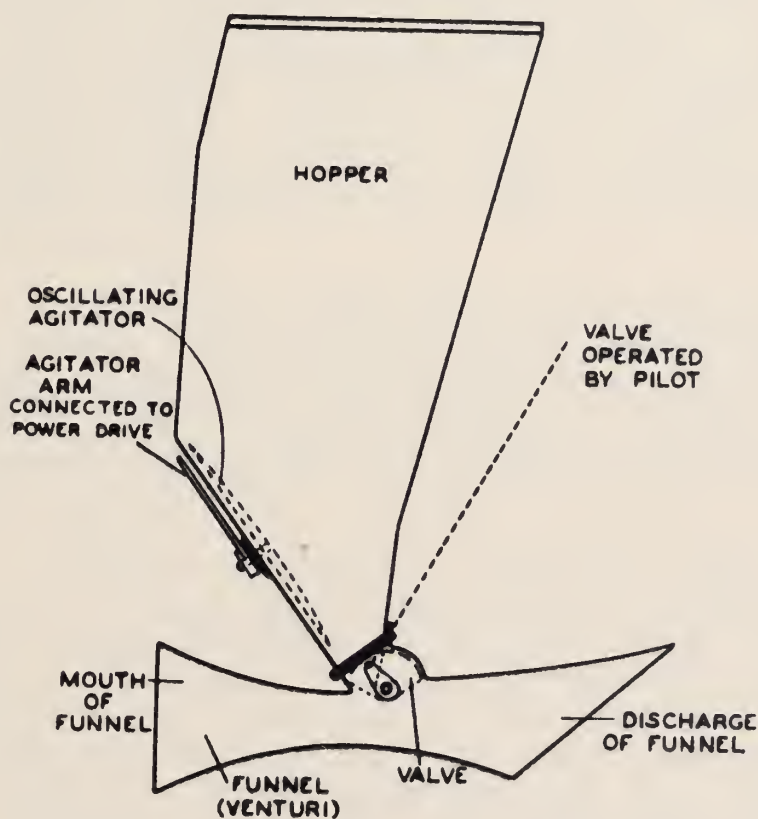 HOPPER
OSCILLATING
AGITATOR
AGITATOR
ARM
CONNECTED TO
POWER DRIVE
VALVE
OPERATED
BY PILOT
MOUTH
OF
FUNNEL
FUNNEL
(VENTURI)
VALVE
DISCHARGE
OF FUNNEL